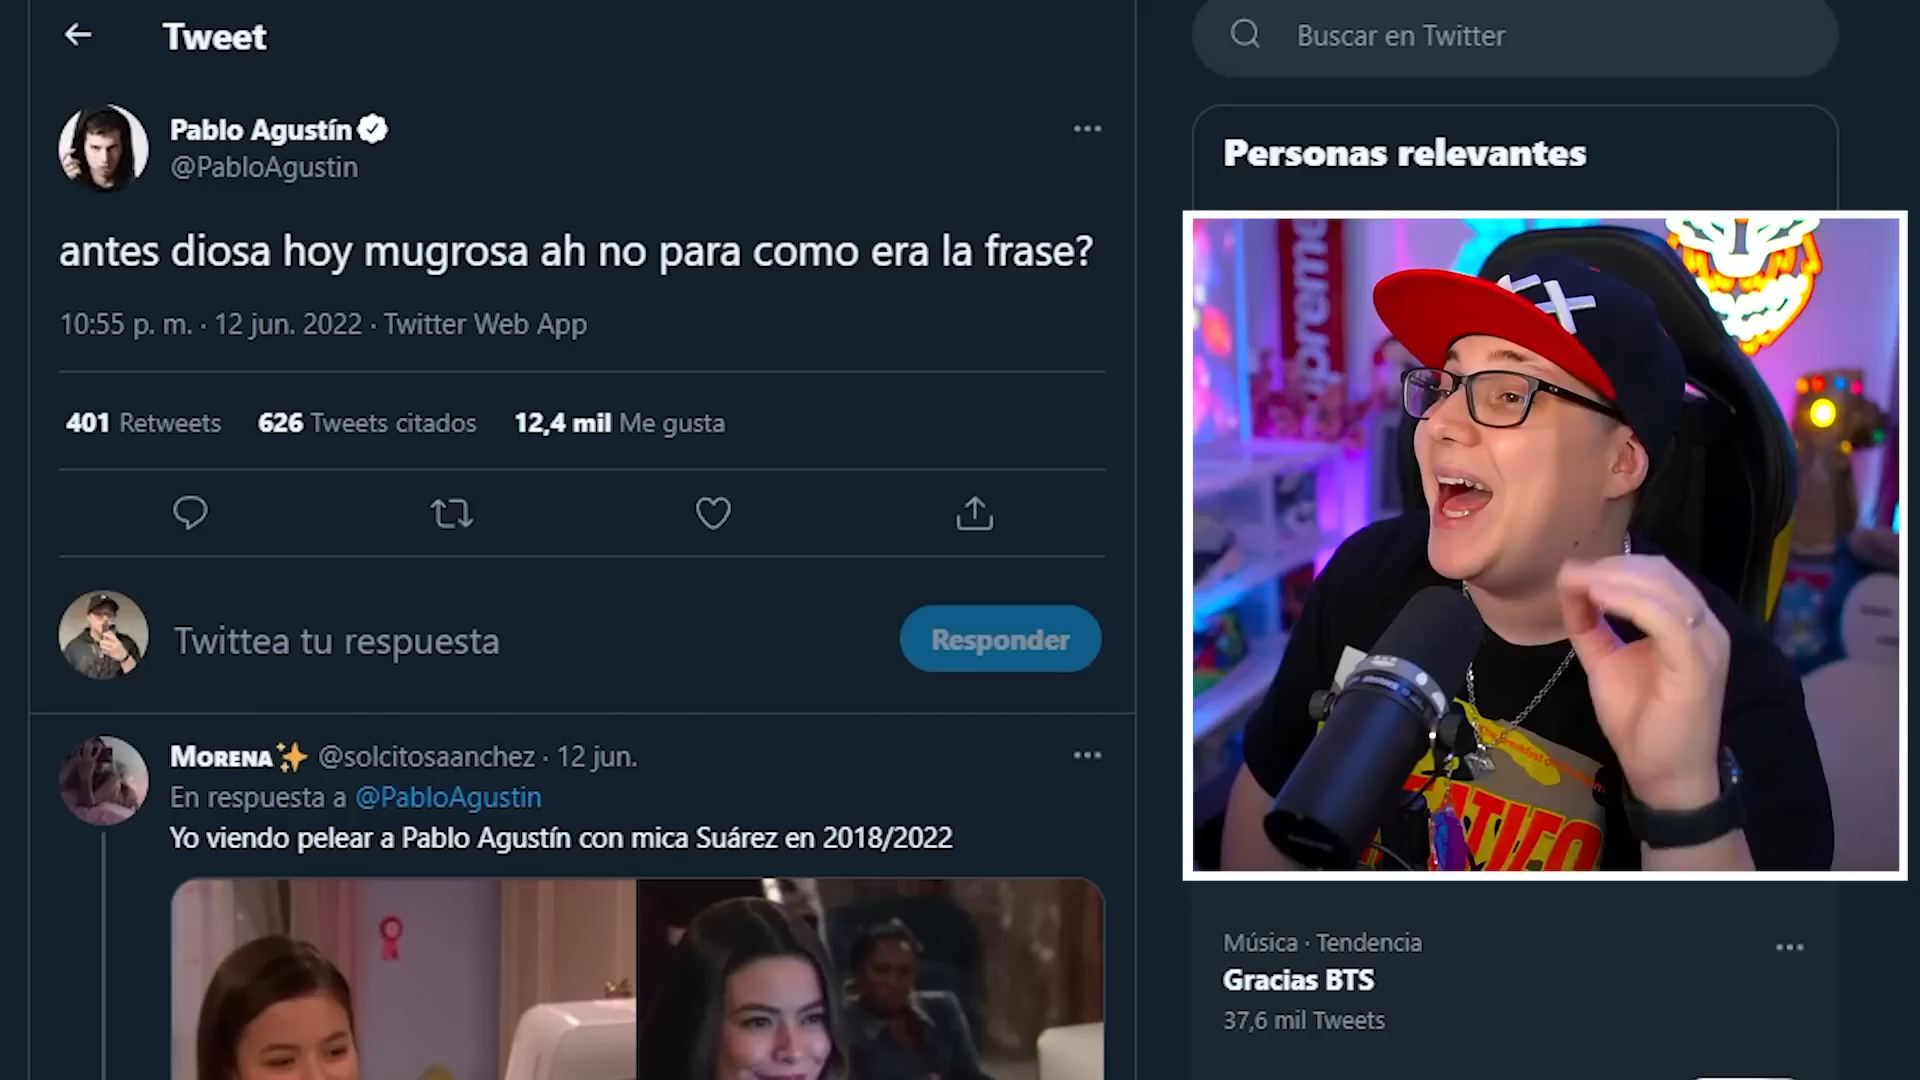 Tweet
Buscar en Twitter
Pablo Agustín
@PabloAgustin
antes diosa hoy mugrosa ah no para como era la frase?
10:55 p. m. · 12 jun. 2022 · Twitter Web App
401 Retweets 626 Tweets citados 12,4 mil Me gusta
Twittea tu respuesta
Responder
MORENA✨ @solcitosaanchez · 12 jun.
En respuesta a @PabloAgustin
Yo viendo pelear a Pablo Agustín con mica Suárez en 2018/2022
Personas relevantes
Supreme
Música · Tendencia
Gracias BTS
37,6 mil Tweets